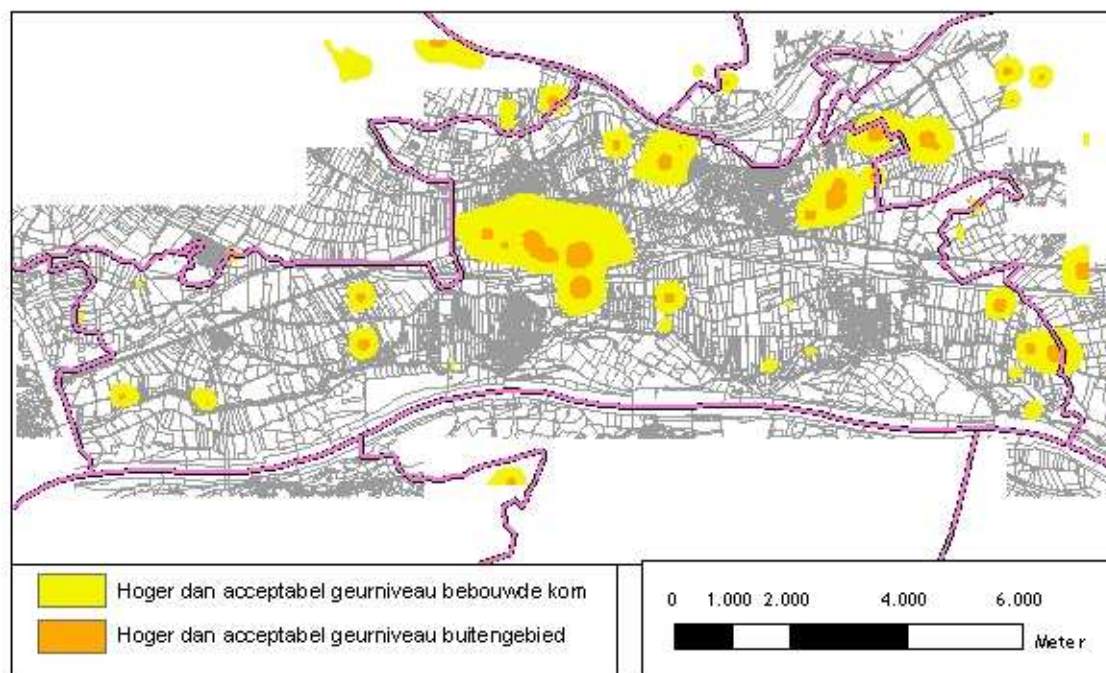 Hoger dan acceptabel geurniveau bebouwde kom
Hoger dan acceptabel geurniveau buitengebied
0 1.000 2.000 4.000 6.000
Meter